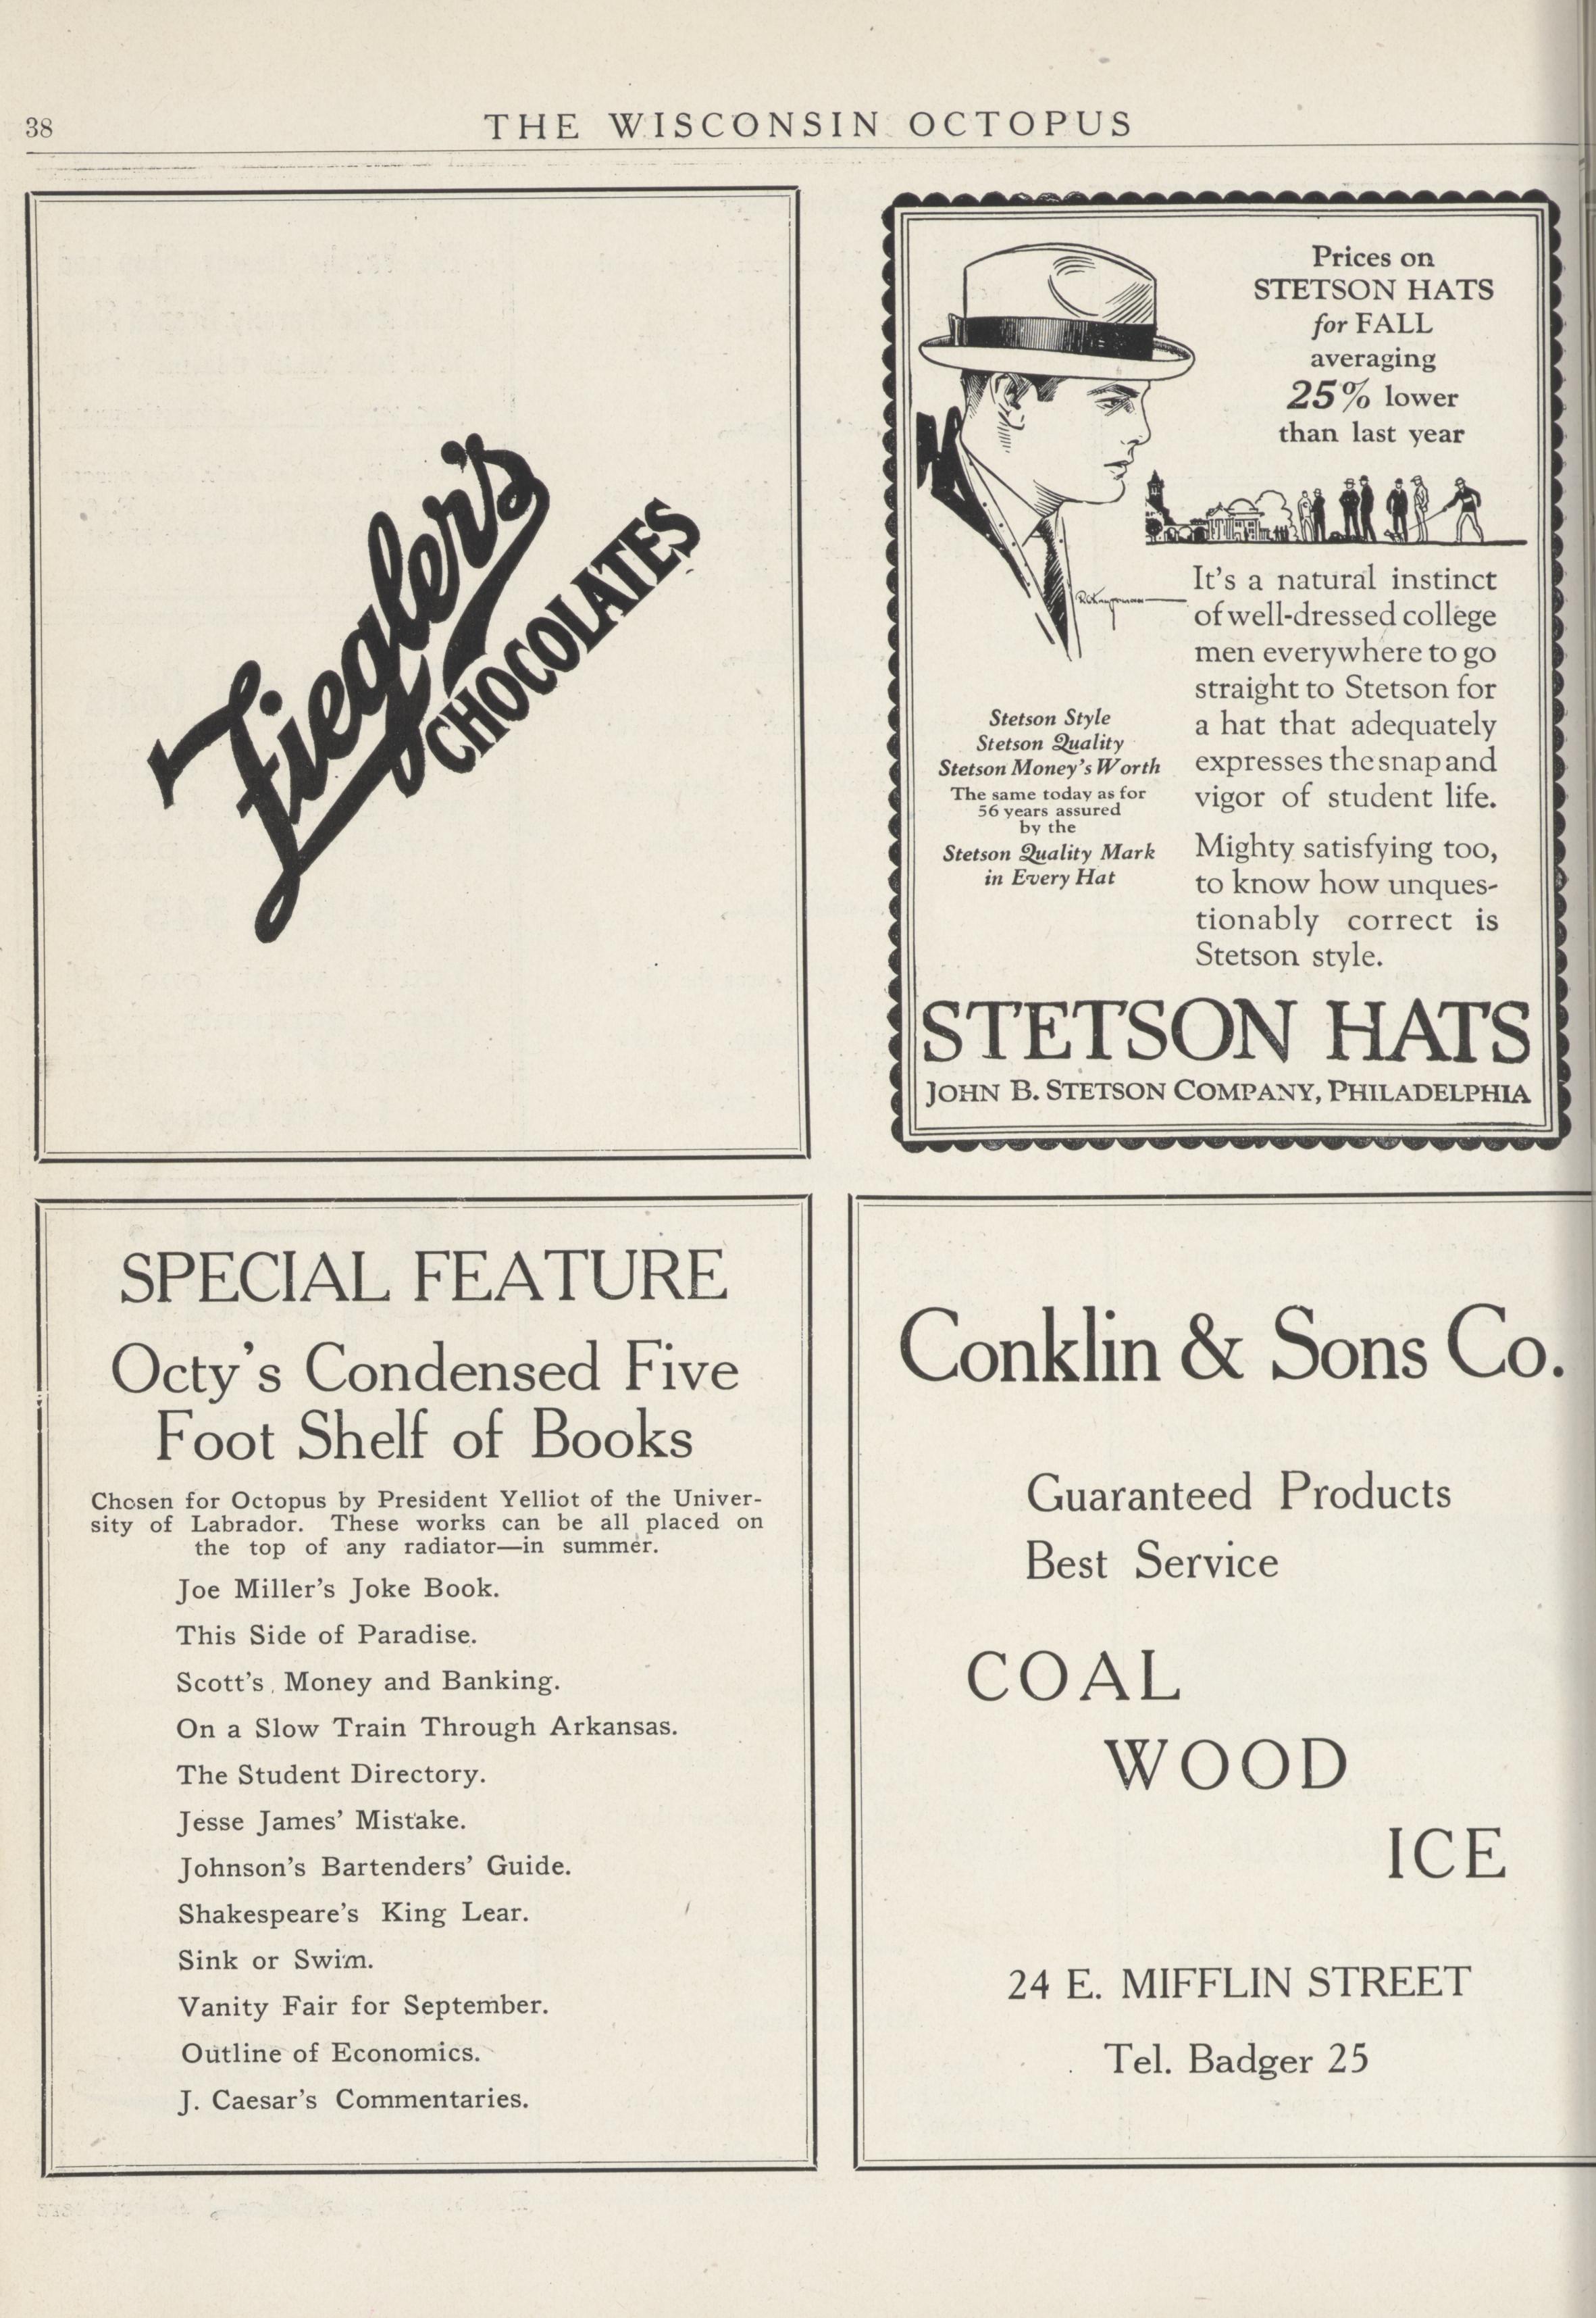 38
THE WISCONSIN OCTOPUS
Ziegler's
CHOCOLATES
Prices on
STETSON HATS
for FALL
averaging
25% lower
than last year
It's a natural instinct
of well-dressed college
men everywhere to go
straight to Stetson for
a hat that adequately
expresses the snap and
vigor of student life.
Mighty satisfying too,
to know how unques-
tionably correct is
Stetson style.
Stetson Style
Stetson Quality
Stetson Money's Worth
The same today as for
56 years assured
by the
Stetson Quality Mark
in Every Hat
STETSON HATS
JOHN B. STETSON COMPANY, PHILADELPHIA
SPECIAL FEATURE
Octy's Condensed Five
Foot Shelf of Books
Chosen for Octopus by President Yelliot of the Univer-
sity of Labrador. These works can be all placed on
the top of any radiator—in summer.
Joe Miller's Joke Book.
This Side of Paradise.
Scott's Money and Banking.
On a Slow Train Through Arkansas.
The Student Directory.
Jesse James' Mistake.
Johnson's Bartenders' Guide.
Shakespeare's King Lear.
Sink or Swim.
Vanity Fair for September.
Outline of Economics.
J. Caesar's Commentaries.
Conklin & Sons Co.
Guaranteed Products
Best Service
COAL
WOOD
ICE
24 E. MIFFLIN STREET
Tel. Badger 25